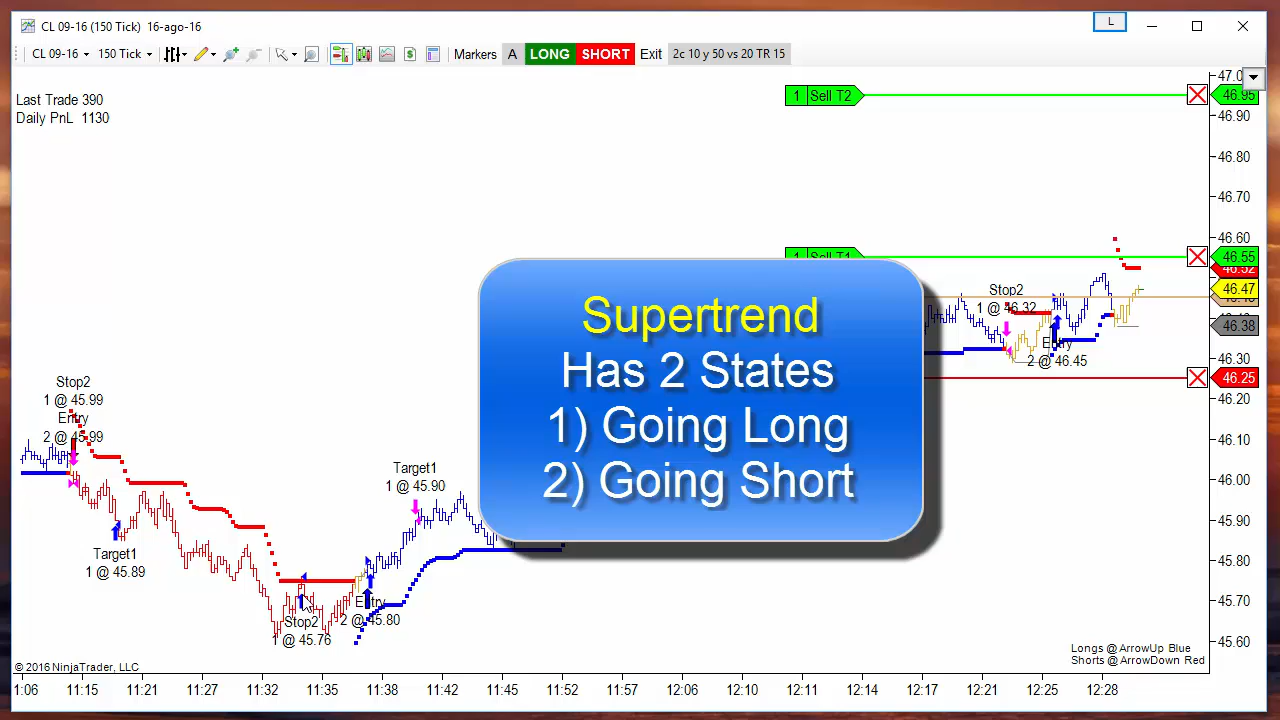 CL 09-16 (150 Tick) 16-ago-16
L
CL 09-16 150 Tick Markers A LONG SHORT Exit 2c 10 y 50 vs 20 TR 15
Last Trade 390
Daily PnL 1130
1 Sell T2
46.95
46.90
46.80
46.70
46.60
1 Sell T1
46.55
46.52
46.47
46.38
46.30
46.25
46.20
46.10
46.00
45.90
45.80
45.70
45.60
Supertrend
Has 2 States
1) Going Long
2) Going Short
Stop2
1 @ 46.32
Entry
2 @ 46.45
Stop2
1 @ 45.99
Entry
2 @ 45.99
Target1
1 @ 45.89
Target1
1 @ 45.90
Stop2
1 @ 45.76
Entry
2 @ 45.80
Longs @ ArrowUp Blue
Shorts @ ArrowDown Red
© 2016 NinjaTrader, LLC
1:06 11:15 11:21 11:27 11:32 11:35 11:38 11:42 11:45 11:52 11:57 12:06 12:10 12:11 12:14 12:17 12:21 12:25 12:28